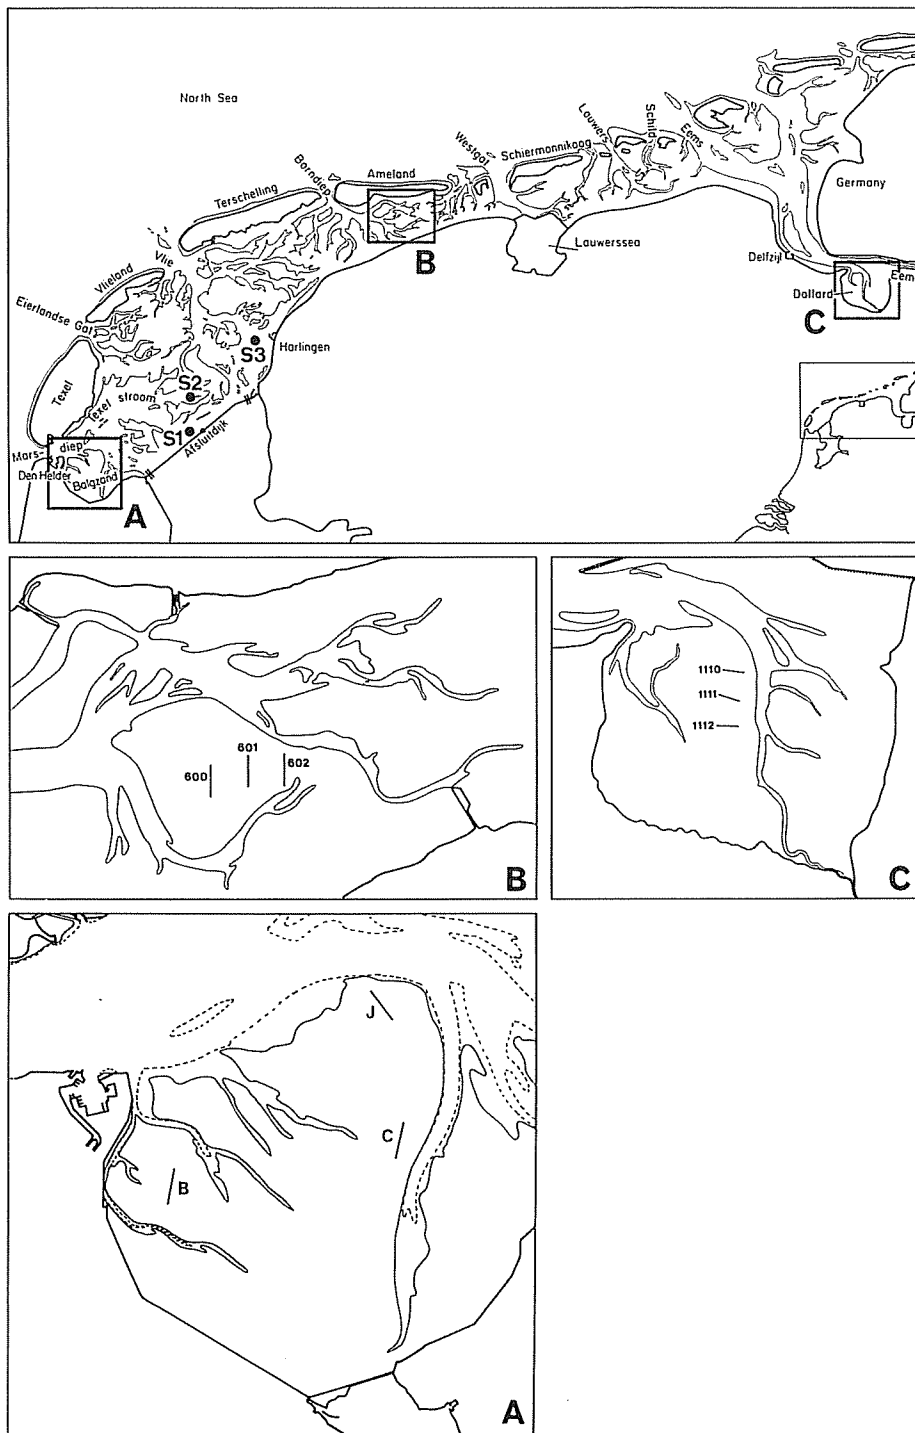 North Sea
Eems
Schild
Lauwers
Schiermonnikoog
Westgat
Ameland
Borndiep
Terschelling
Germany
B
Lauwerssea
Vlie
Vlieland
Delfzijl
Eierlandse Gat
Dollard
C
S3
Harlingen
Texel
S2
Texel stroom
S1
Afsluitdijk
Mars-
diep
Den Helder
Balgzand
A
601
600
602
B
1110
1111
1112
C
J
C
B
A